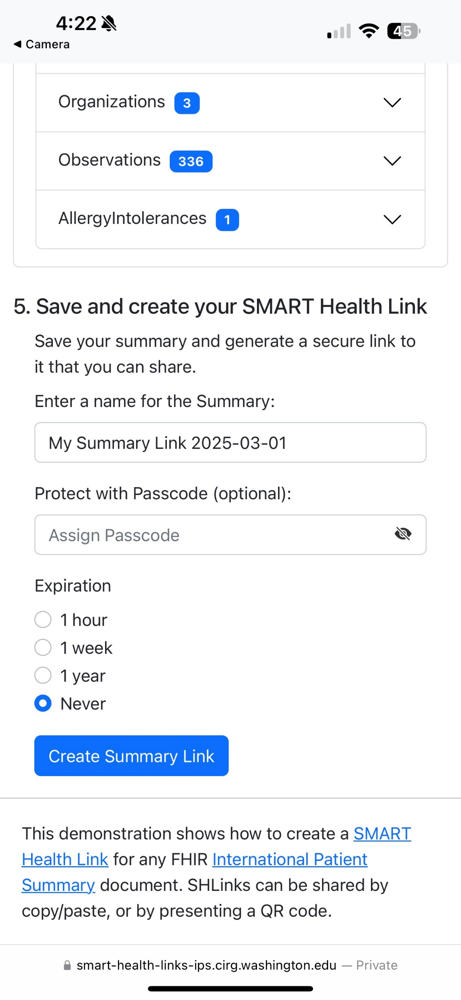 4:22
◀ Camera
45
Organizations 3
Observations 336
AllergyIntolerances 1
5. Save and create your SMART Health Link
Save your summary and generate a secure link to
it that you can share.
Enter a name for the Summary:
My Summary Link 2025-03-01
Protect with Passcode (optional):
Assign Passcode
Expiration
1 hour
1 week
1 year
Never
Create Summary Link
This demonstration shows how to create a SMART
Health Link for any FHIR International Patient
Summary document. SHLinks can be shared by
copy/paste, or by presenting a QR code.
smart-health-links-ips.cirg.washington.edu — Private